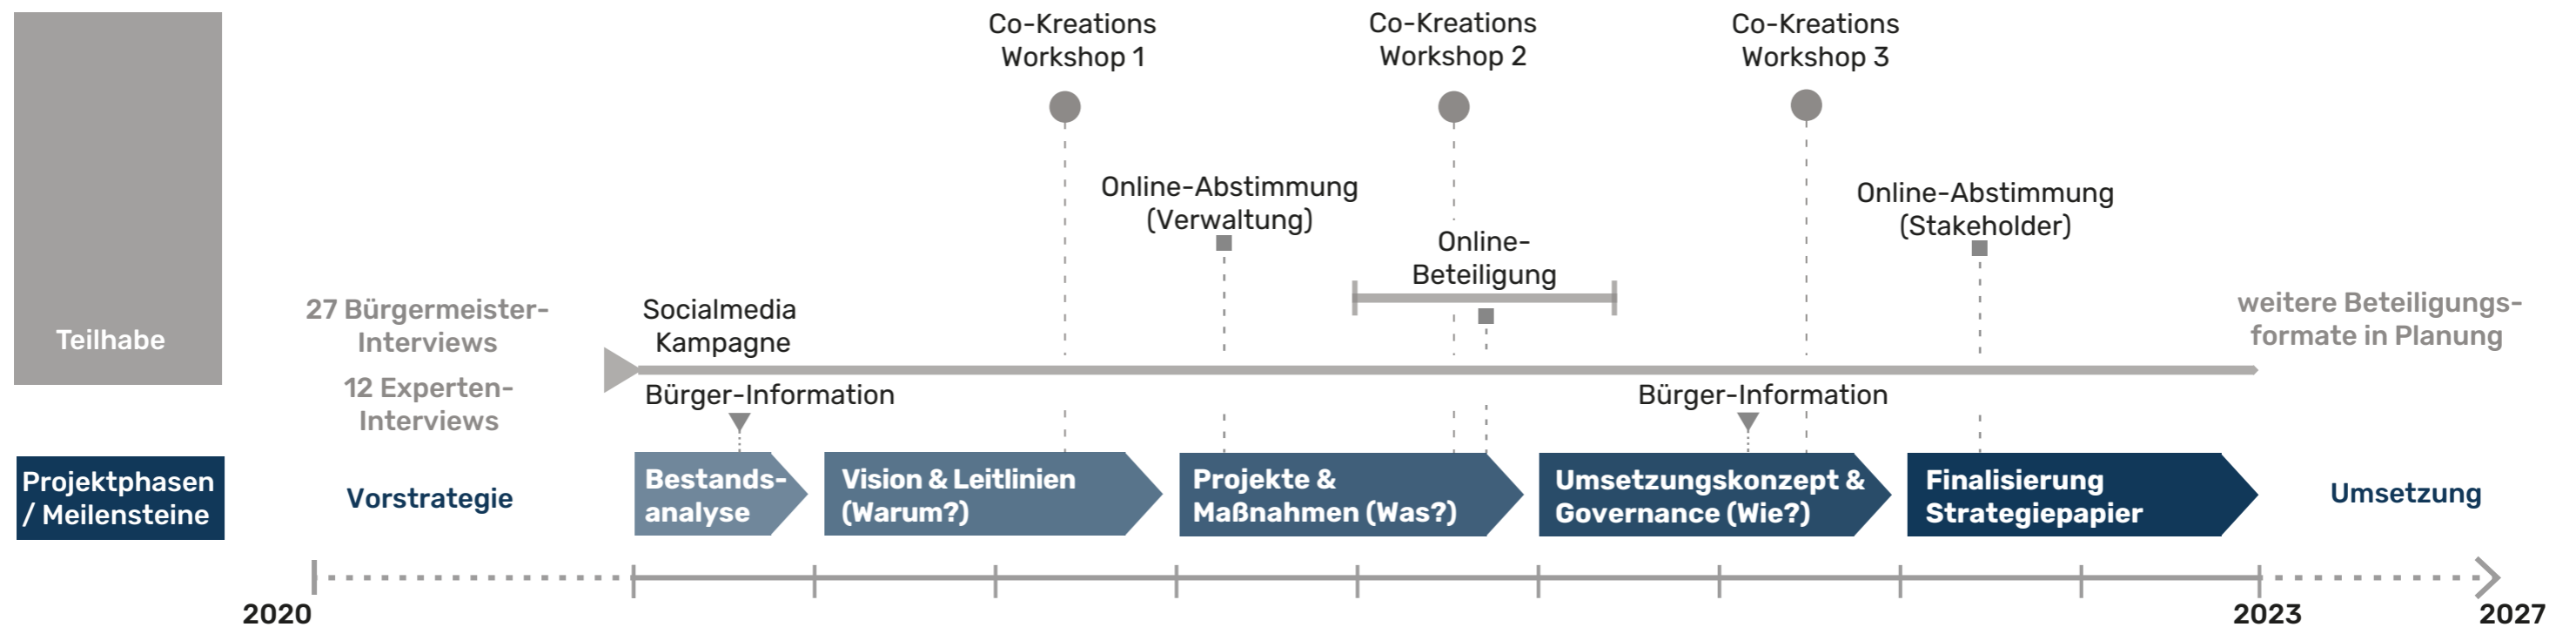 Co-Kreations
Workshop 1
Co-Kreations
Workshop 2
Co-Kreations
Workshop 3
Online-Abstimmung
(Verwaltung)
Online-
Beteiligung
Online-Abstimmung
(Stakeholder)
Teilhabe
27 Bürgermeister-
Interviews
12 Experten-
Interviews
Socialmedia
Kampagne
weitere Beteiligungs-
formate in Planung
Bürger-Information
Bürger-Information
Projektphasen
/ Meilensteine
Vorstrategie
Bestands-
analyse
Vision & Leitlinien
(Warum?)
Projekte &
Maßnahmen (Was?)
Umsetzungskonzept &
Governance (Wie?)
Finalisierung
Strategiepapier
Umsetzung
2020
2023
2027